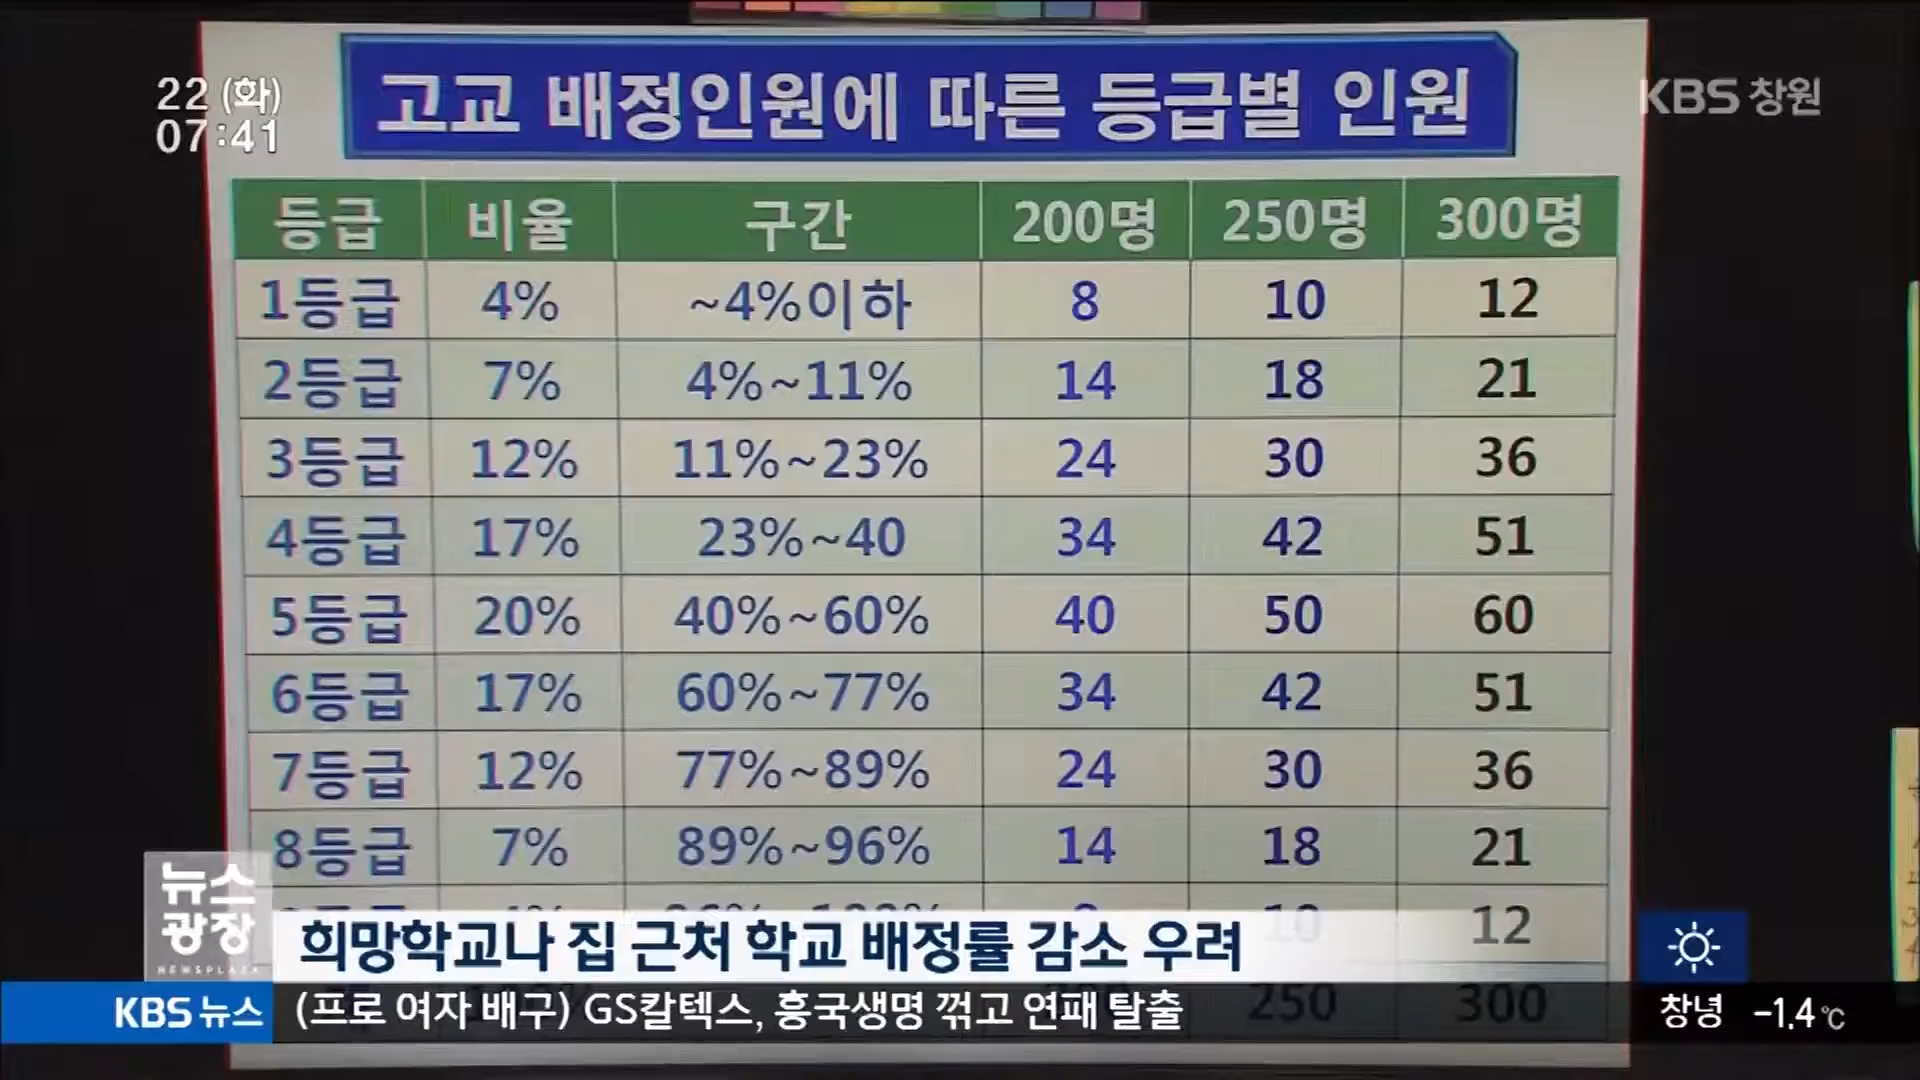 22 (화)
07:41
KBS 창원
고교 배정인원에 따른 등급별 인원
등급 비율 구간 200명 250명 300명
1등급 4% ~4%이하 8 10 12
2등급 7% 4%~11% 14 18 21
3등급 12% 11%~23% 24 30 36
4등급 17% 23%~40 34 42 51
5등급 20% 40%~60% 40 50 60
6등급 17% 60%~77% 34 42 51
7등급 12% 77%~89% 24 30 36
8등급 7% 89%~96% 14 18 21
10 12
250 300
뉴스
광장
NEWSPLAZA
희망학교나 집 근처 학교 배정률 감소 우려
KBS 뉴스 (프로 여자 배구) GS칼텍스, 흥국생명 꺾고 연패 탈출
창녕 -1.4℃